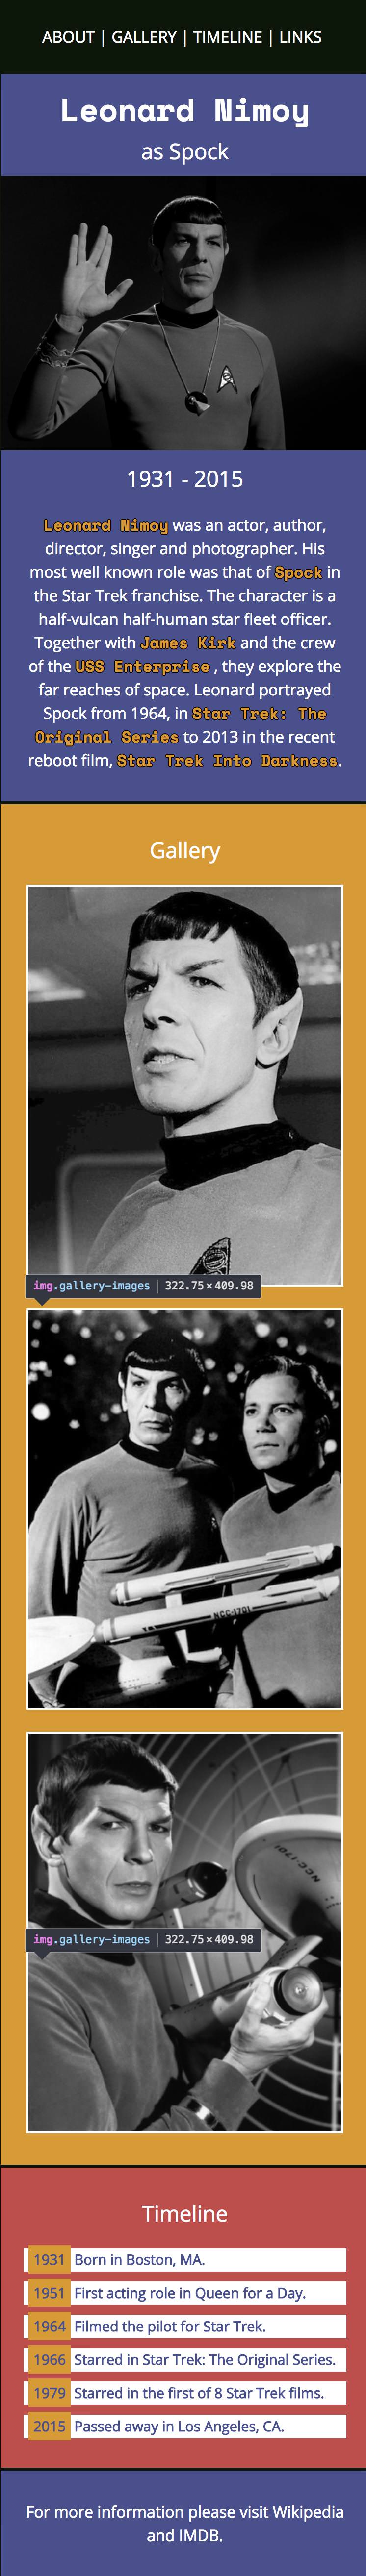 ABOUT | GALLERY | TIMELINE | LINKS
Leonard Nimoy
as Spock
1931 - 2015
Leonard Nimoy was an actor, author,
director, singer and photographer. His
most well known role was that of Spock in
the Star Trek franchise. The character is a
half-vulcan half-human star fleet officer.
Together with James Kirk and the crew
of the USS Enterprise , they explore the
far reaches of space. Leonard portrayed
Spock from 1964, in Star Trek: The
Original Series to 2013 in the recent
reboot film, Star Trek Into Darkness.
Gallery
img.gallery-images | 322.75×409.98
NCC-1701
NCC-1701
img.gallery-images | 322.75×409.98
Timeline
1931 Born in Boston, MA.
1951 First acting role in Queen for a Day.
1964 Filmed the pilot for Star Trek.
1966 Starred in Star Trek: The Original Series.
1979 Starred in the first of 8 Star Trek films.
2015 Passed away in Los Angeles, CA.
For more information please visit Wikipedia
and IMDB.